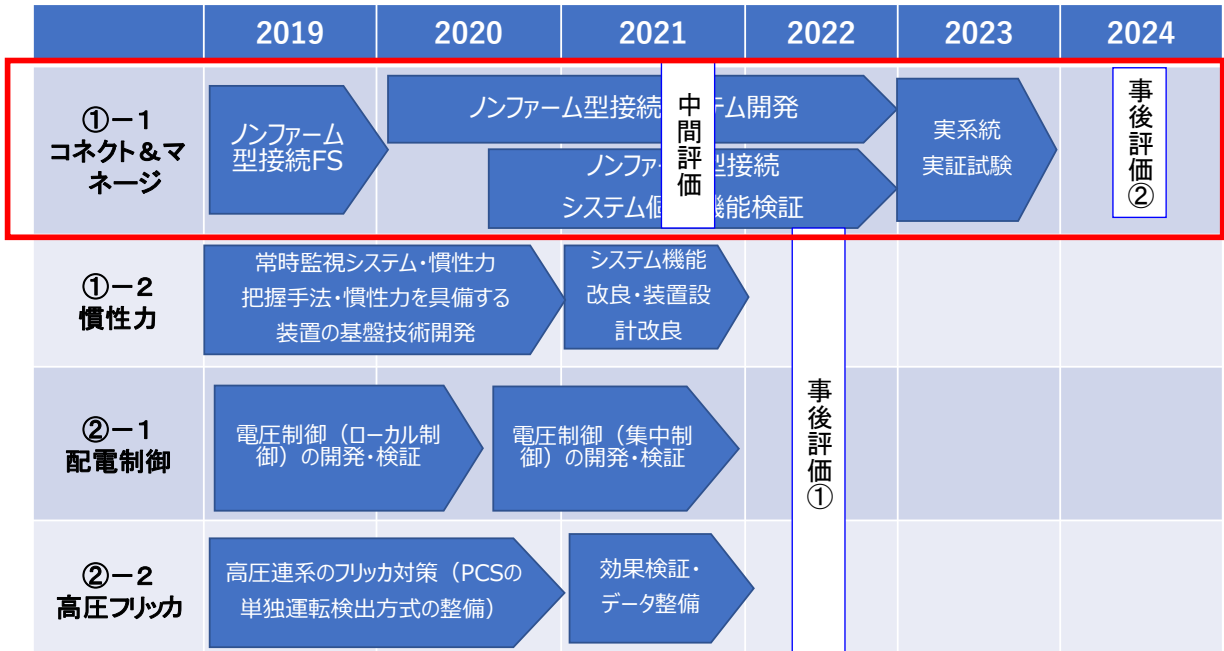 2019 2020 2021 2022 2023 2024
①-1
コネクト&マ
ネージ
ノンファーム
型接続FS
ノンファーム型接続
テム開発
ノンファ
型接続
システム個
機能検証
中間評価
実系統
実証試験
事後評価②
①-2
慣性力
常時監視システム・慣性力
把握手法・慣性力を具備する
装置の基盤技術開発
システム機能
改良・装置設
計改良
②-1
配電制御
電圧制御(ローカル制
御)の開発・検証
電圧制御(集中制
御)の開発・検証
事後評価①
②-2
高圧フリッカ
高圧連系のフリッカ対策(PCSの
単独運転検出方式の整備)
効果検証・
データ整備